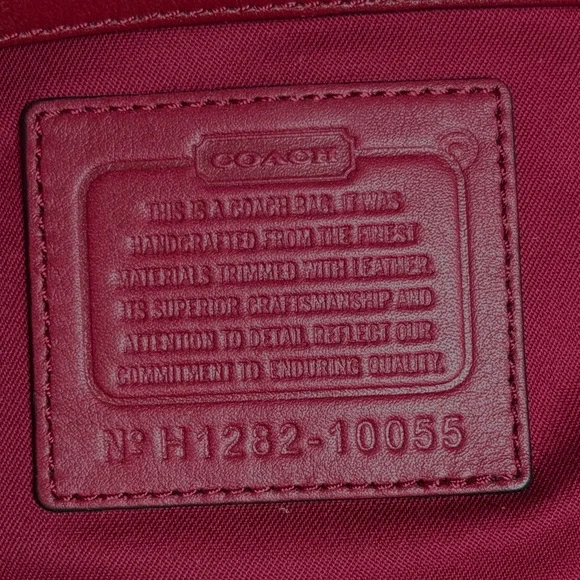 COACH
THIS IS A COACH BAG. IT WAS
HANDCRAFTED FROM THE FINEST
MATERIALS TRIMMED WITH LEATHER.
ITS SUPERIOR CRAFTSMANSHIP AND
ATTENTION TO DETAIL REFLECT OUR
COMMITMENT TO ENDURING QUALITY.
Nº H1282-10055